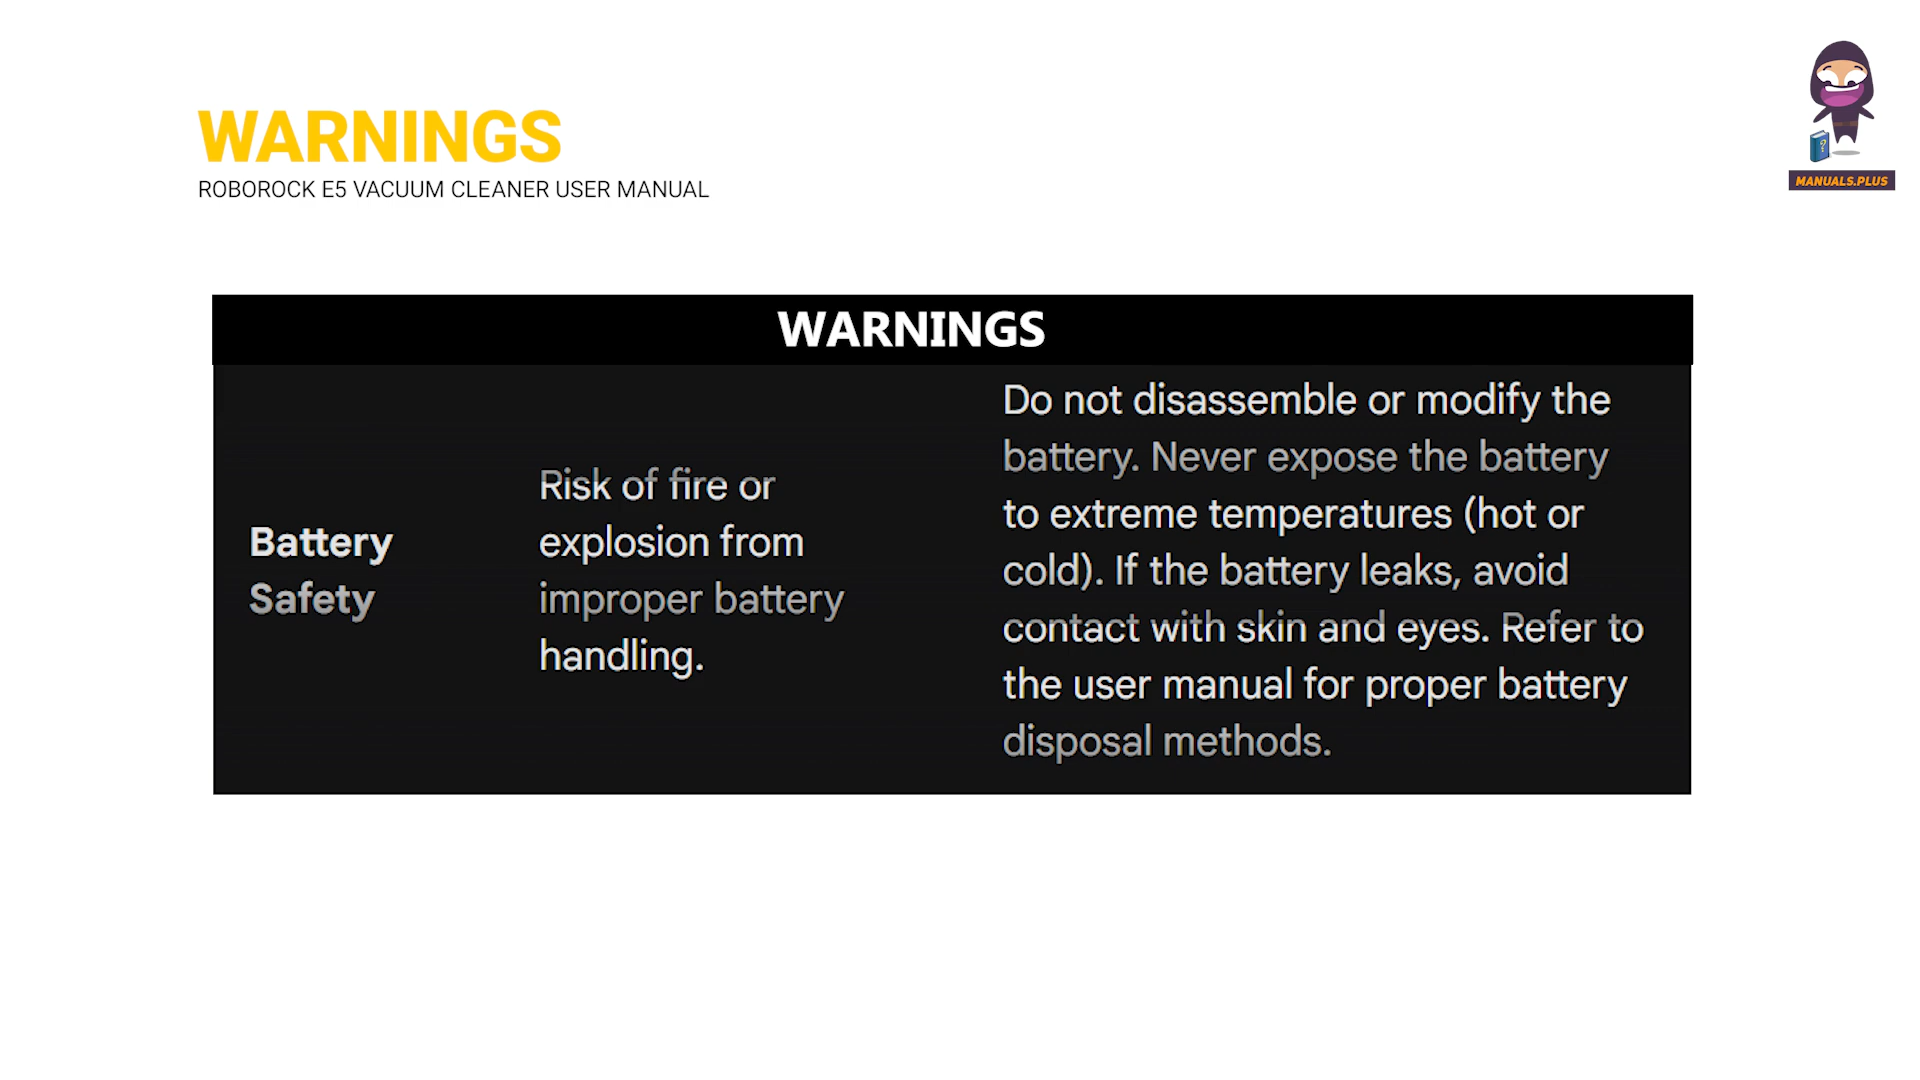 WARNINGS
ROBOROCK E5 VACUUM CLEANER USER MANUAL
?
MANUALS.PLUS
WARNINGS
Battery
Safety
Risk of fire or
explosion from
improper battery
handling.
Do not disassemble or modify the
battery. Never expose the battery
to extreme temperatures (hot or
cold). If the battery leaks, avoid
contact with skin and eyes. Refer to
the user manual for proper battery
disposal methods.